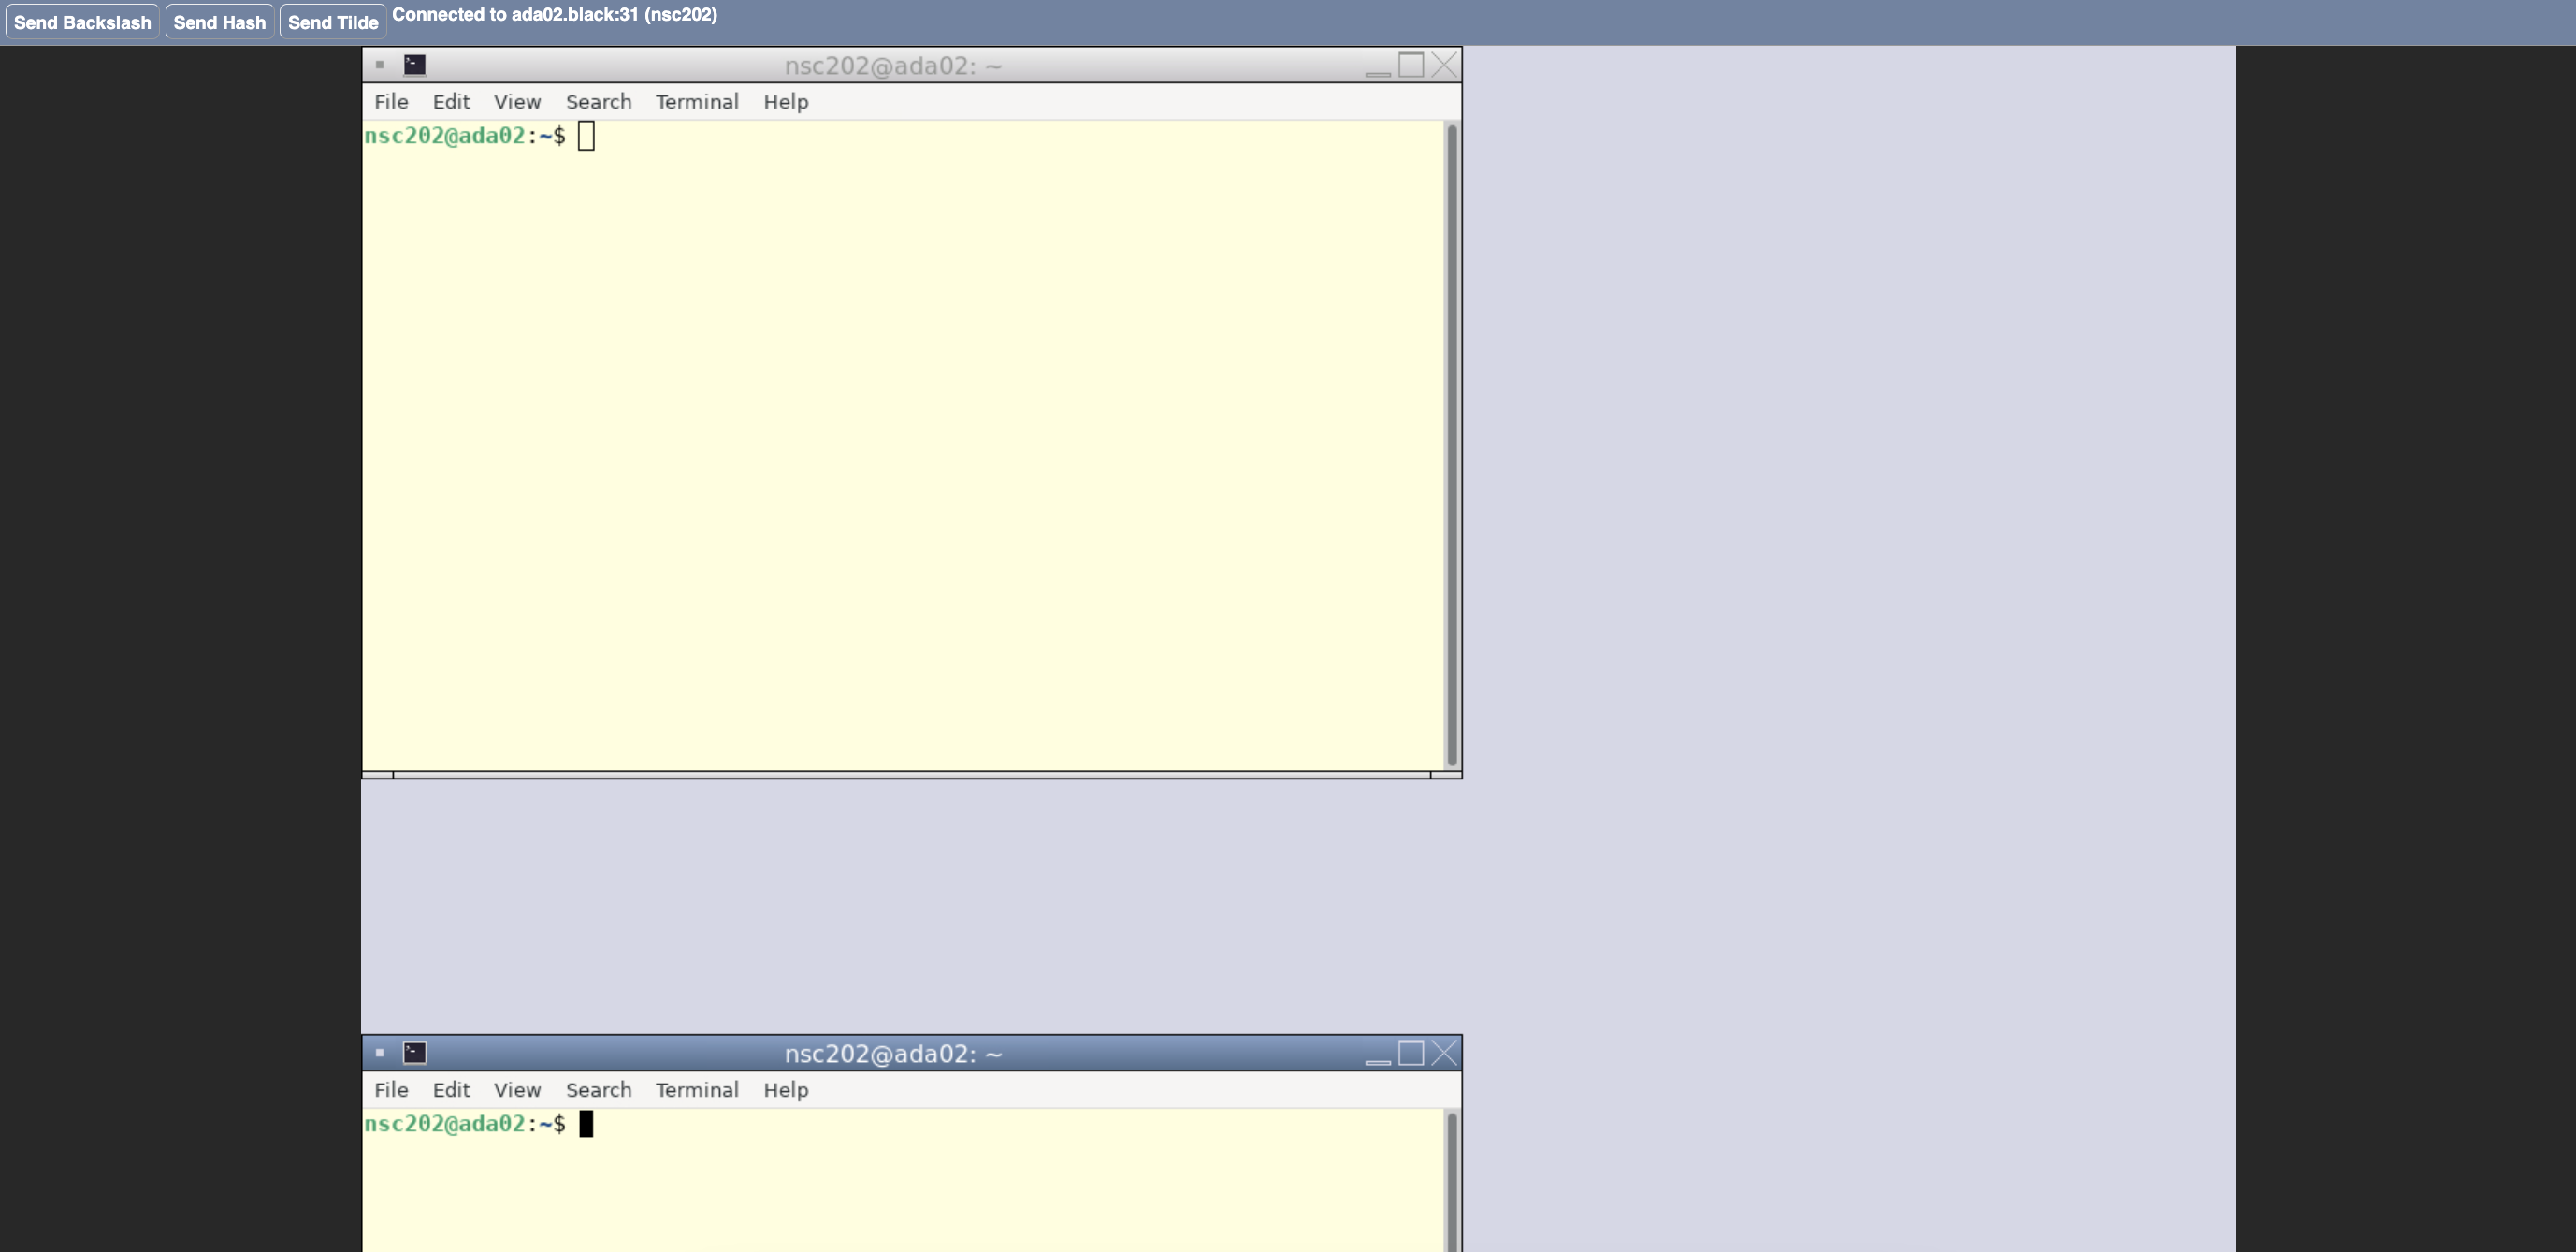 Send Backslash Send Hash Send Tilde Connected to ada02.black:31 (nsc202)
nsc202@ada02: ~
File Edit View Search Terminal Help
nsc202@ada02:~$
nsc202@ada02: ~
File Edit View Search Terminal Help
nsc202@ada02:~$